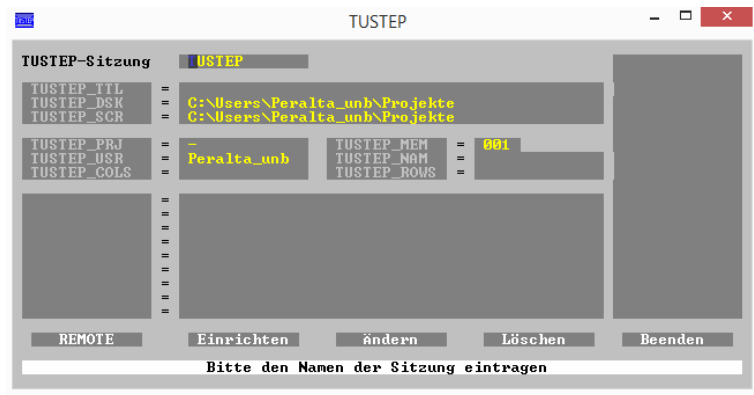 TUSTEP
TUSTEP-Sitzung TUSTEP
TUSTEP_TTL =
TUSTEP_DSK = C:\Users\Peralta_unb\Projekte
TUSTEP_SCR = C:\Users\Peralta_unb\Projekte
TUSTEP_PRJ = - TUSTEP_MEM = 001
TUSTEP_USR = Peralta_unb TUSTEP_NAM =
TUSTEP_COLS = TUSTEP_ROWS =
=
=
=
=
=
=
=
=
=
REMOTE Einrichten Ändern Löschen Beenden
Bitte den Namen der Sitzung eintragen